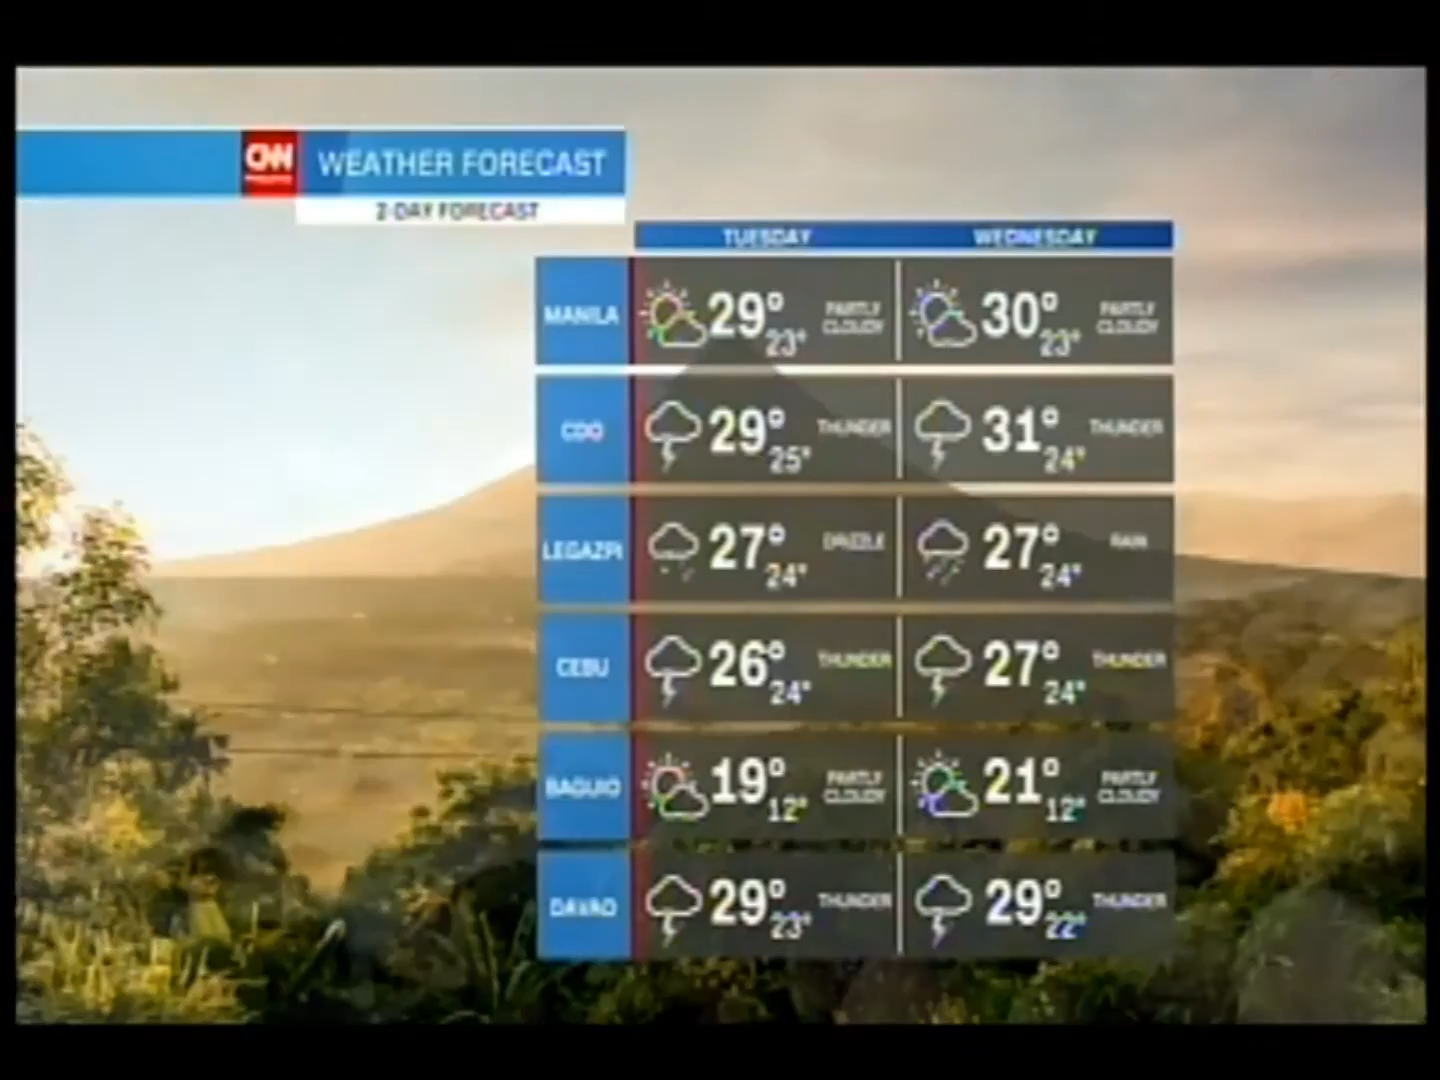 CNN
WEATHER FORECAST
2-DAY FORECAST
TUESDAY WEDNESDAY
MANILA 29° 23° PARTLY CLOUDY 30° 23° PARTLY CLOUDY
CDO 29° 25° THUNDER 31° 24° THUNDER
LEGAZPI 27° 24° DRIZZLE 27° 24° RAIN
CEBU 26° 24° THUNDER 27° 24° THUNDER
BAGUIO 19° 12° PARTLY CLOUDY 21° 12° PARTLY CLOUDY
DAVAO 29° 23° THUNDER 29° 22° THUNDER